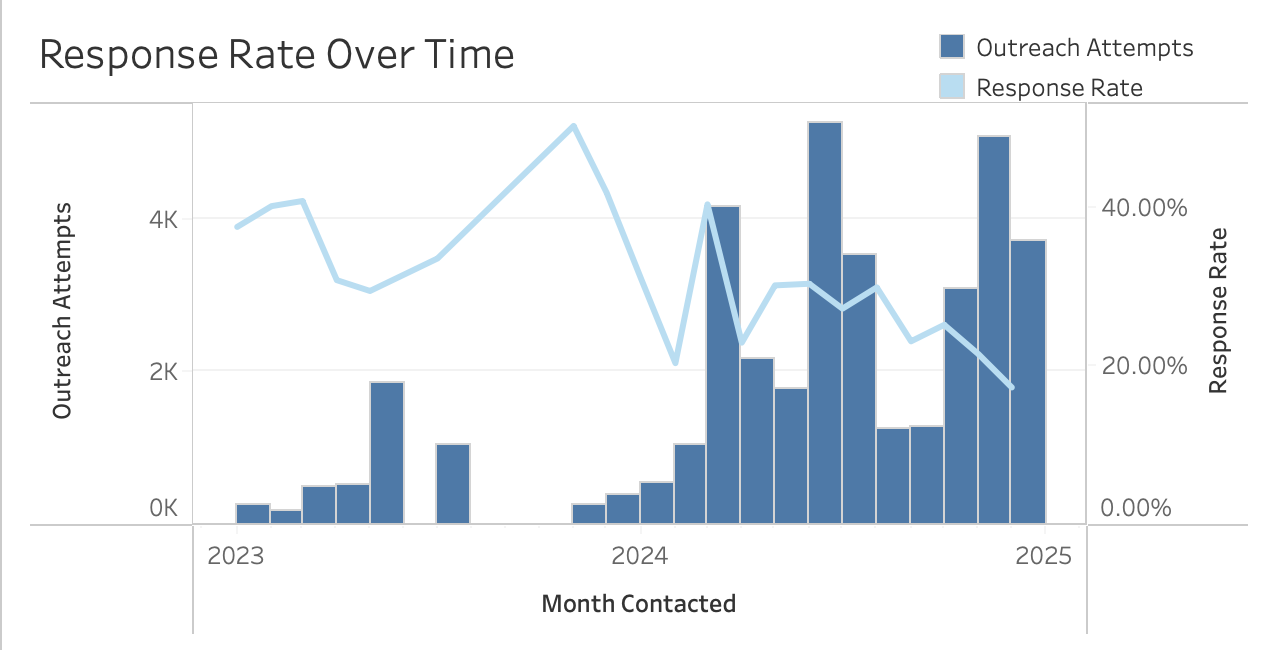 Response Rate Over Time
Outreach Attempts
Response Rate
Outreach Attempts
4K
2K
0K
40.00%
20.00%
0.00%
Response Rate
2023
2024
2025
Month Contacted